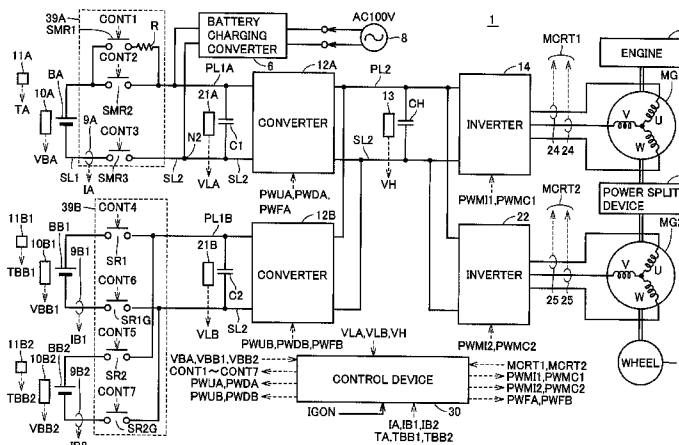 39A
SMR1
CONT1
CONT2
R
SMR2
CONT3
SMR3
11A
TA
10A
VBA
BA
9A
IA
SL1
SL2
N2
BATTERY
CHARGING
CONVERTER
6
AC100V
8
1
PL1A
21A
C1
VLA
SL2
12A
CONVERTER
PWUA,PWDA,
PWFA
PL2
13
CH
VH
SL2
14
INVERTER
PWMI1,PWMC1
MCRT1
24
24
ENGINE
MG
U
V
W
POWER SPLIT
DEVICE
39B
CONT4
11B1
TBB1
10B1
VBB1
BB1
9B1
IB1
SR1
CONT6
SR1G
CONT5
SR2
CONT7
SR2G
11B2
TBB2
10B2
VBB2
BB2
9B2
PL1B
21B
C2
VLB
SL2
12B
CONVERTER
PWUB,PWDB,PWFB
22
INVERTER
PWMI2,PWMC2
MCRT2
25
25
MG2
U
V
W
WHEEL
VLA,VLB,VH
VBA,VBB1,VBB2
CONT1～CONT7
PWUA,PWDA
PWUB,PWDB
CONTROL DEVICE
30
MCRT1,MCRT2
PWMI1,PWMC1
PWMI2,PWMC2
PWFA,PWFB
IGON
IA,IB1,IB2
TA,TBB1,TBB2